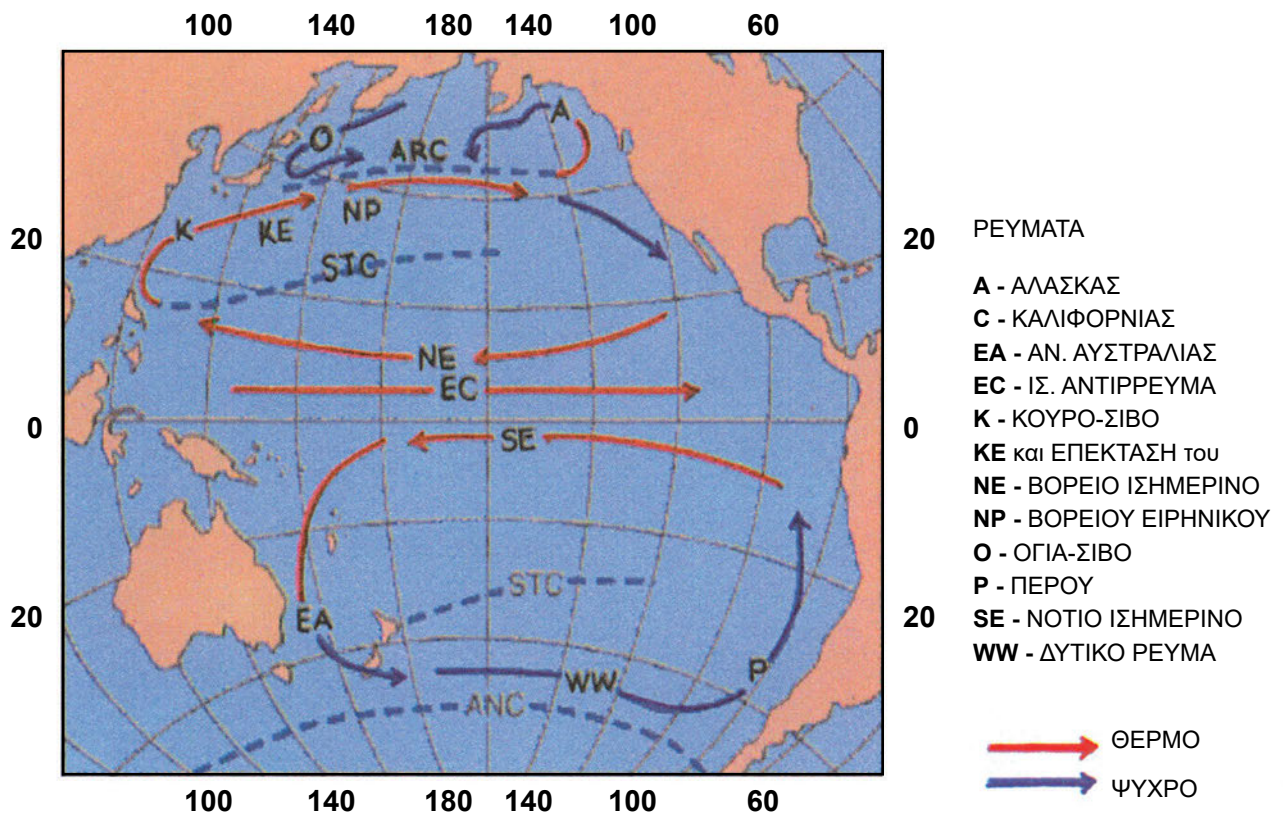 100 140 180 140 100 60
A
O
ARC
NP
K
KE
20 20
STC
NE
EC
0 0
SE
STC
20 20
EA
P
WW
ANC
100 140 180 140 100 60
ΡΕΥΜΑΤΑ
A - ΑΛΑΣΚΑΣ
C - ΚΑΛΙΦΟΡΝΙΑΣ
EA - ΑΝ. ΑΥΣΤΡΑΛΙΑΣ
EC - ΙΣ. ΑΝΤΙΡΡΕΥΜΑ
K - ΚΟΥΡΟ-ΣΙΒΟ
KE και ΕΠΕΚΤΑΣΗ του
NE - ΒΟΡΕΙΟ ΙΣΗΜΕΡΙΝΟ
NP - ΒΟΡΕΙΟΥ ΕΙΡΗΝΙΚΟΥ
O - ΟΓΙΑ-ΣΙΒΟ
P - ΠΕΡΟΥ
SE - ΝΟΤΙΟ ΙΣΗΜΕΡΙΝΟ
WW - ΔΥΤΙΚΟ ΡΕΥΜΑ
ΘΕΡΜΟ
ΨΥΧΡΟ